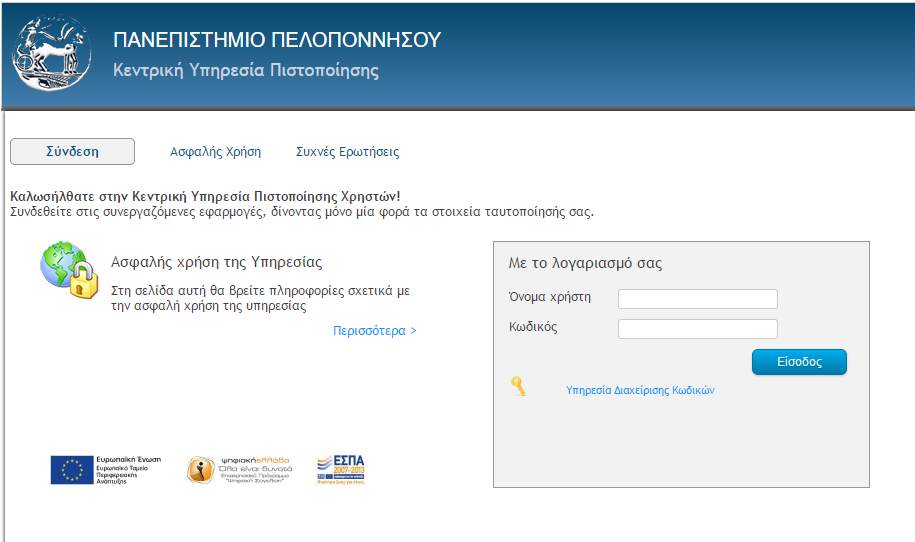 ΠΑΝΕΠΙΣΤΗΜΙΟ ΠΕΛΟΠΟΝΝΗΣΟΥ
Κεντρική Υπηρεσία Πιστοποίησης
Σύνδεση
Ασφαλής Χρήση
Συχνές Ερωτήσεις
Καλωσήλθατε στην Κεντρική Υπηρεσία Πιστοποίησης Χρηστών!
Συνδεθείτε στις συνεργαζόμενες εφαρμογές, δίνοντας μόνο μία φορά τα στοιχεία ταυτοποίησής σας.
Ασφαλής χρήση της Υπηρεσίας
Στη σελίδα αυτή θα βρείτε πληροφορίες σχετικά με
την ασφαλή χρήση της υπηρεσίας
Περισσότερα >
Με το λογαριασμό σας
Όνομα χρήστη
Κωδικός
Είσοδος
Υπηρεσία Διαχείρισης Κωδικών
Ευρωπαϊκή Ένωση
Ευρωπαϊκό Ταμείο
Περιφερειακής
Ανάπτυξης
ψηφιακήελλάδα
Όλα είναι δυνατά
Επιχειρησιακό Πρόγραμμα
"Ψηφιακή Σύγκλιση"
ΕΣΠΑ
2007-2013